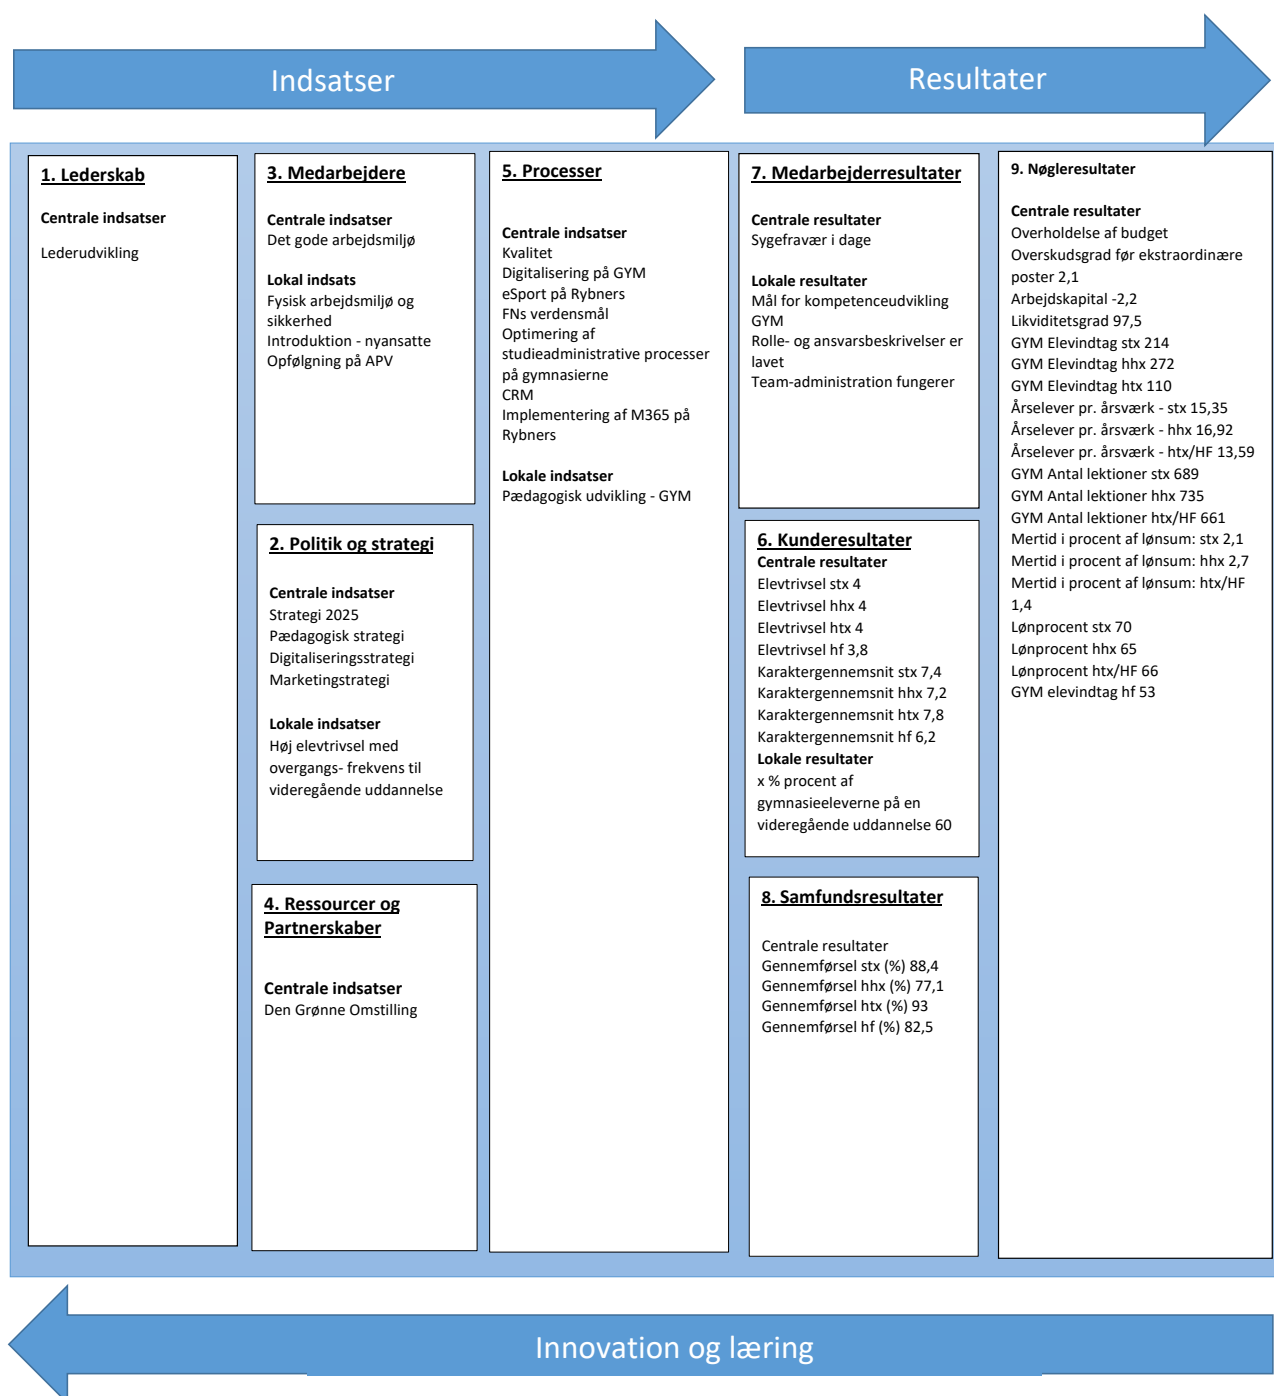 Indsatser
Resultater
1. Lederskab
Centrale indsatser
Lederudvikling
3. Medarbejdere
Centrale indsatser
Det gode arbejdsmiljø
Lokal indsats
Fysisk arbejdsmiljø og
sikkerhed
Introduktion - nyansatte
Opfølgning på APV
2. Politik og strategi
Centrale indsatser
Strategi 2025
Pædagogisk strategi
Digitaliseringsstrategi
Marketingstrategi
Lokale indsatser
Høj elevtrivsel med
overgangs- frekvens til
videregående uddannelse
4. Ressourcer og
Partnerskaber
Centrale indsatser
Den Grønne Omstilling
5. Processer
Centrale indsatser
Kvalitet
Digitalisering på GYM
eSport på Rybners
FNs verdensmål
Optimering af
studieadministrative processer
på gymnasierne
CRM
Implementering af M365 på
Rybners
Lokale indsatser
Pædagogisk udvikling - GYM
7. Medarbejderresultater
Centrale resultater
Sygefravær i dage
Lokale resultater
Mål for kompetenceudvikling
GYM
Rolle- og ansvarsbeskrivelser er
lavet
Team-administration fungerer
6. Kunderesultater
Centrale resultater
Elevtrivsel stx 4
Elevtrivsel hhx 4
Elevtrivsel htx 4
Elevtrivsel hf 3,8
Karaktergennemsnit stx 7,4
Karaktergennemsnit hhx 7,2
Karaktergennemsnit htx 7,8
Karaktergennemsnit hf 6,2
Lokale resultater
x % procent af
gymnasieeleverne på en
videregående uddannelse 60
8. Samfundsresultater
Centrale resultater
Gennemførsel stx (%) 88,4
Gennemførsel hhx (%) 77,1
Gennemførsel htx (%) 93
Gennemførsel hf (%) 82,5
9. Nøgleresultater
Centrale resultater
Overholdelse af budget
Overskudsgrad før ekstraordinære
poster 2,1
Arbejdskapital -2,2
Likviditetsgrad 97,5
GYM Elevindtag stx 214
GYM Elevindtag hhx 272
GYM Elevindtag htx 110
Årselever pr. årsværk - stx 15,35
Årselever pr. årsværk - hhx 16,92
Årselever pr. årsværk - htx/HF 13,59
GYM Antal lektioner stx 689
GYM Antal lektioner hhx 735
GYM Antal lektioner htx/HF 661
Mertid i procent af lønsum: stx 2,1
Mertid i procent af lønsum: hhx 2,7
Mertid i procent af lønsum: htx/HF
1,4
Lønprocent stx 70
Lønprocent hhx 65
Lønprocent htx/HF 66
GYM elevindtag hf 53
Innovation og læring